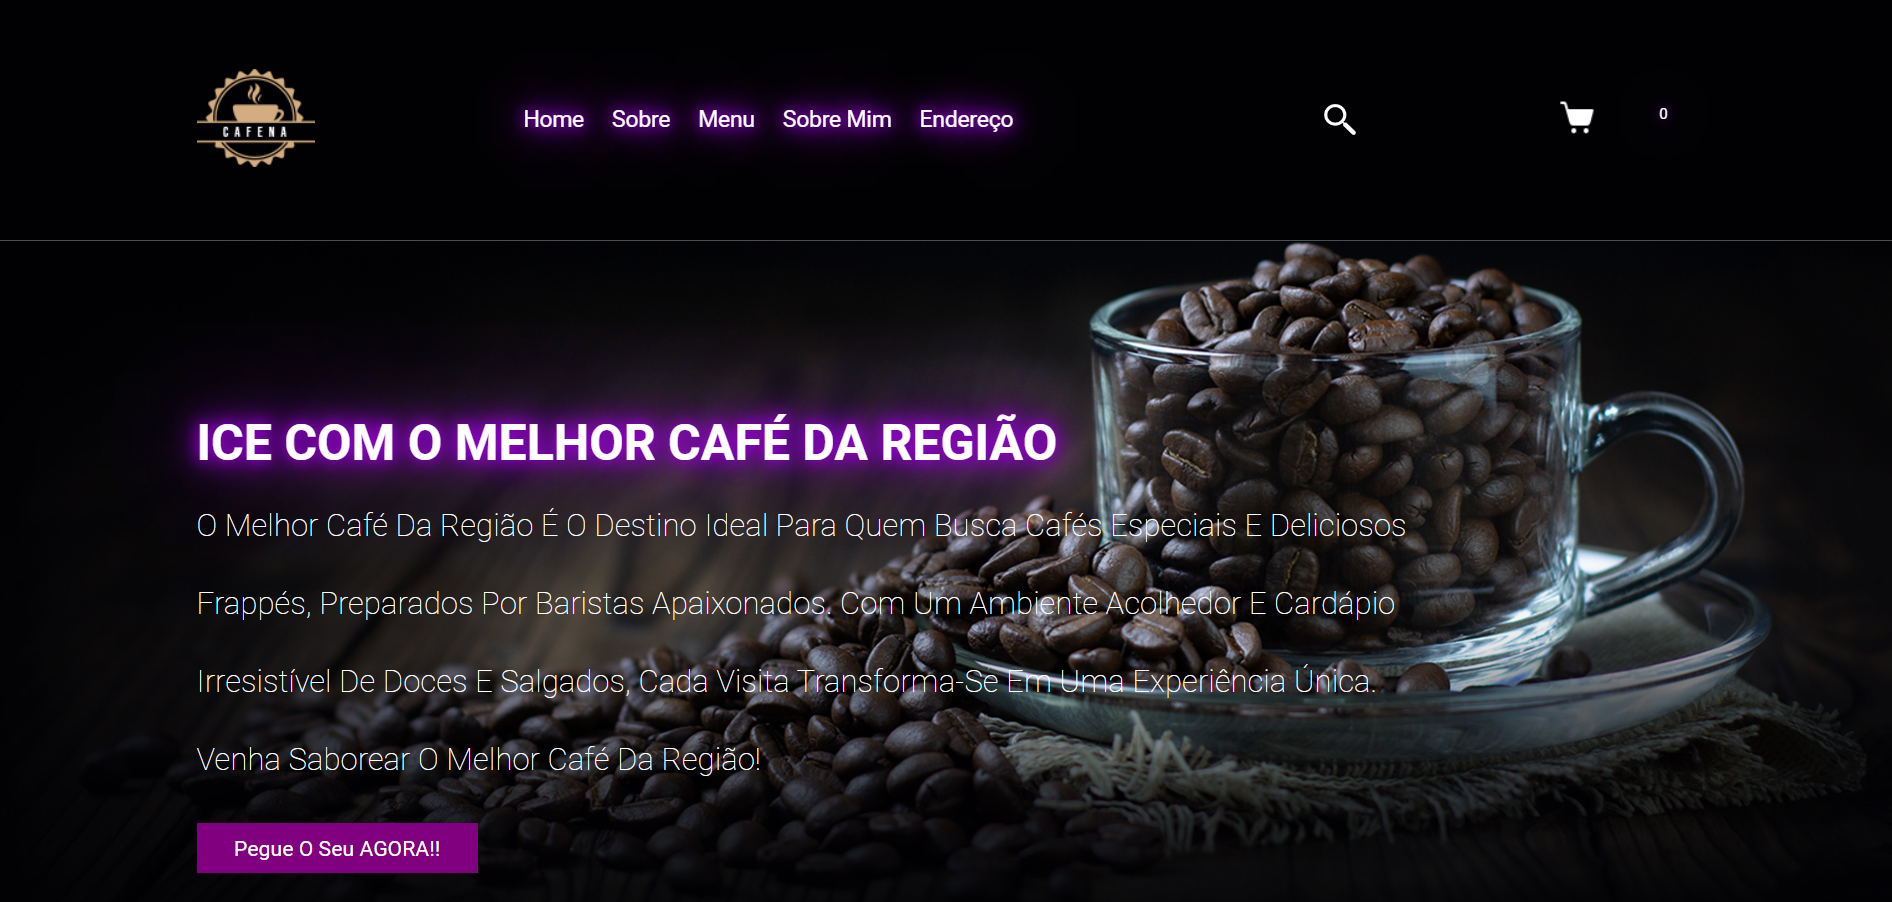 CAFENA
Home Sobre Menu Sobre Mim Endereço
0
ICE COM O MELHOR CAFÉ DA REGIÃO
O Melhor Café Da Região É O Destino Ideal Para Quem Busca Cafés Especiais E Deliciosos
Frappés, Preparados Por Baristas Apaixonados. Com Um Ambiente Acolhedor E Cardápio
Irresistível De Doces E Salgados, Cada Visita Transforma-Se Em Uma Experiência Única.
Venha Saborear O Melhor Café Da Região!
Pegue O Seu AGORA!!